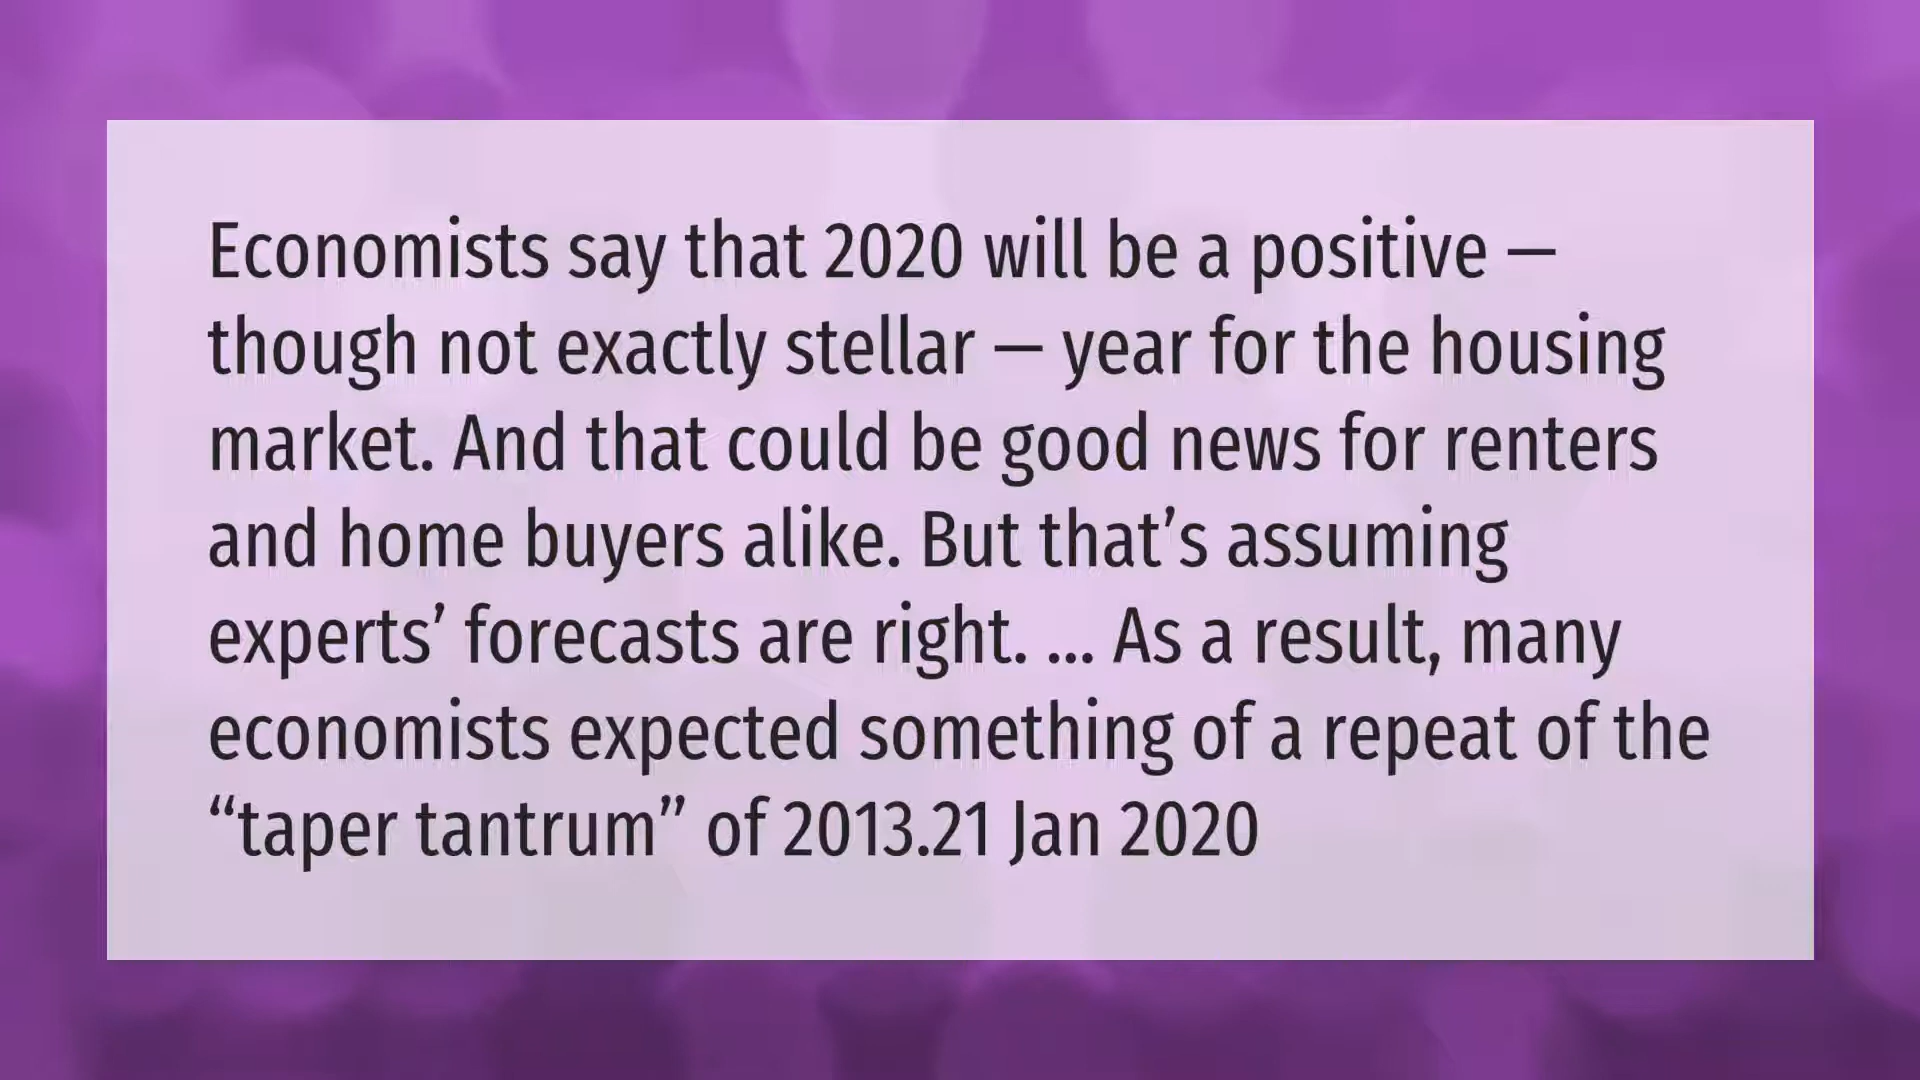 Economists say that 2020 will be a positive —
though not exactly stellar — year for the housing
market. And that could be good news for renters
and home buyers alike. But that’s assuming
experts’ forecasts are right. ... As a result, many
economists expected something of a repeat of the
“taper tantrum” of 2013.21 Jan 2020